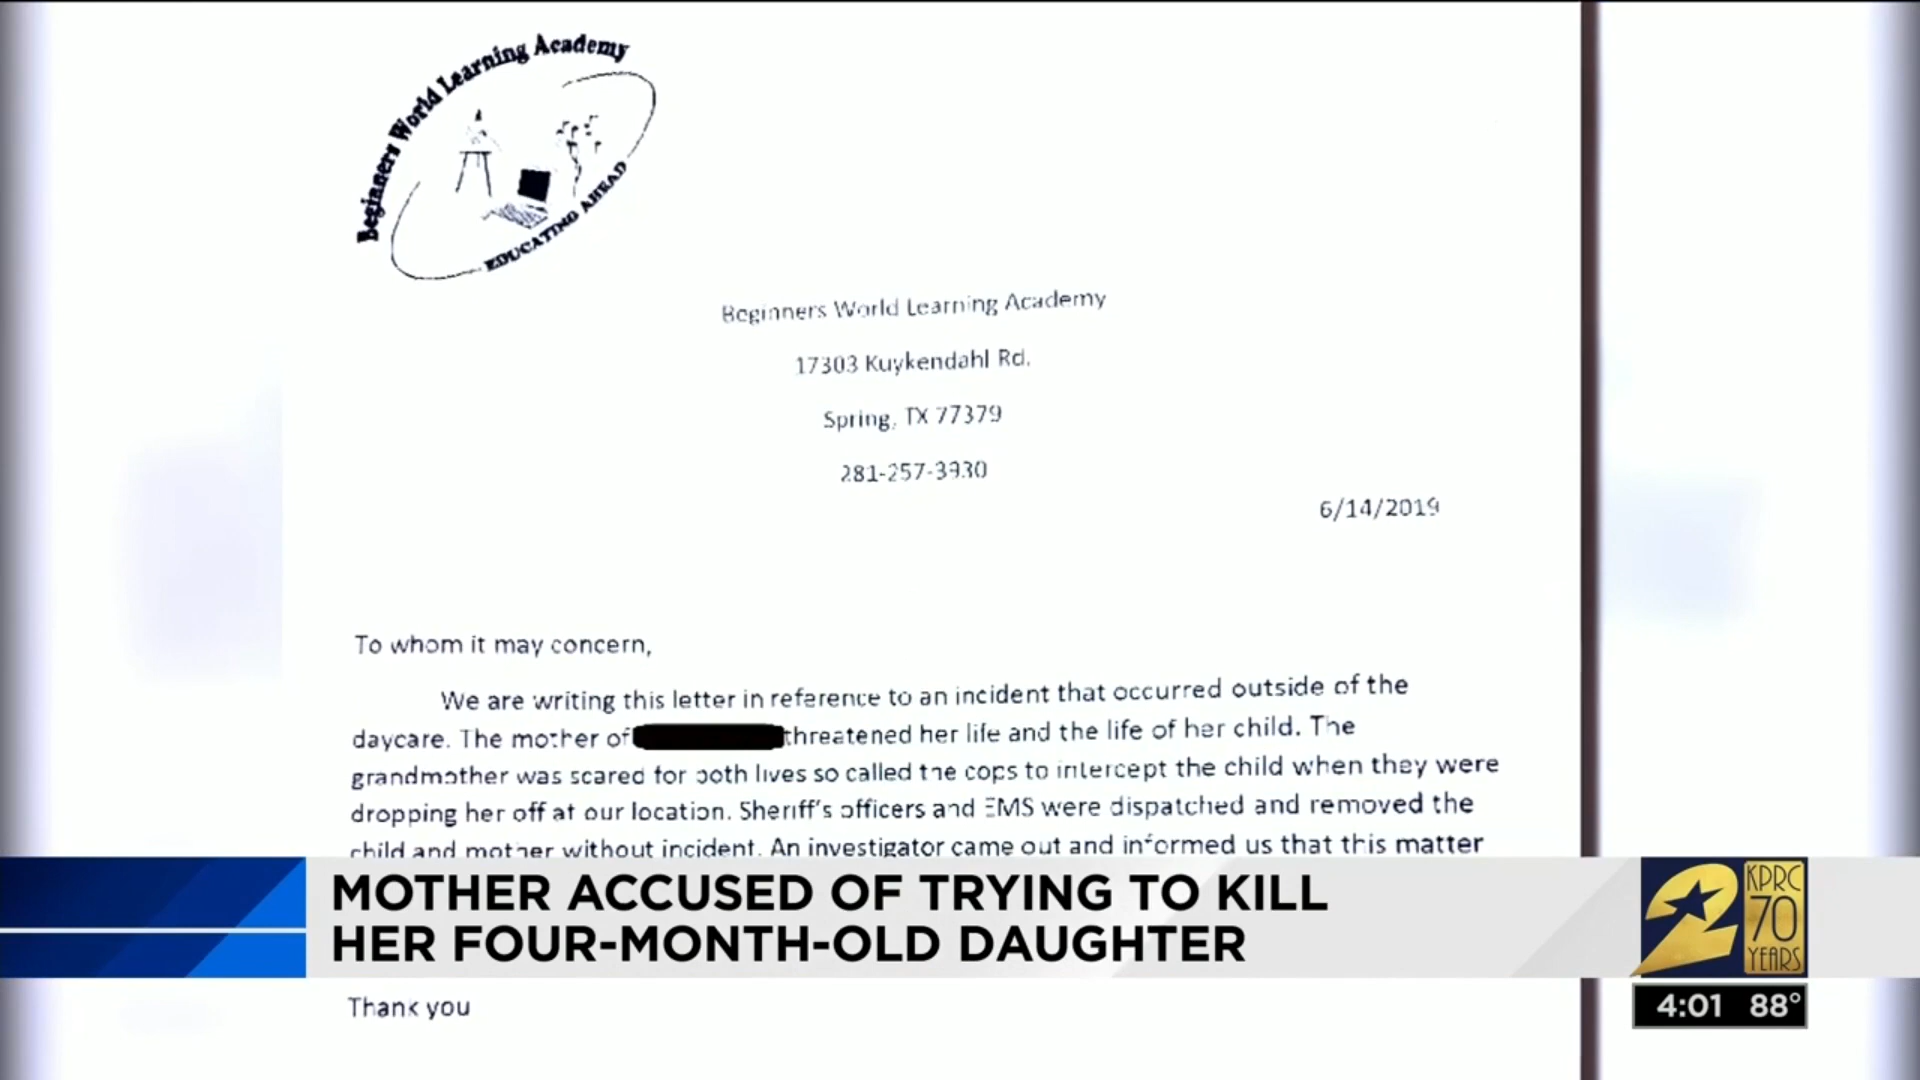 Beginners World Learning Academy
EDUCATING AHEAD
Beginners World Learning Academy
17303 Kuykendahl Rd.
Spring, TX 77379
281-257-3930
6/14/2019
To whom it may concern,
We are writing this letter in reference to an incident that occurred outside of the
daycare. The mother of threatened her life and the life of her child. The
grandmother was scared for both lives so called the cops to intercept the child when they were
dropping her off at our location. Sheriff's officers and EMS were dispatched and removed the
child and mother without incident. An investigator came out and informed us that this matter
MOTHER ACCUSED OF TRYING TO KILL
HER FOUR-MONTH-OLD DAUGHTER
2 KPRC
70
YEARS
4:01 88°
Thank you